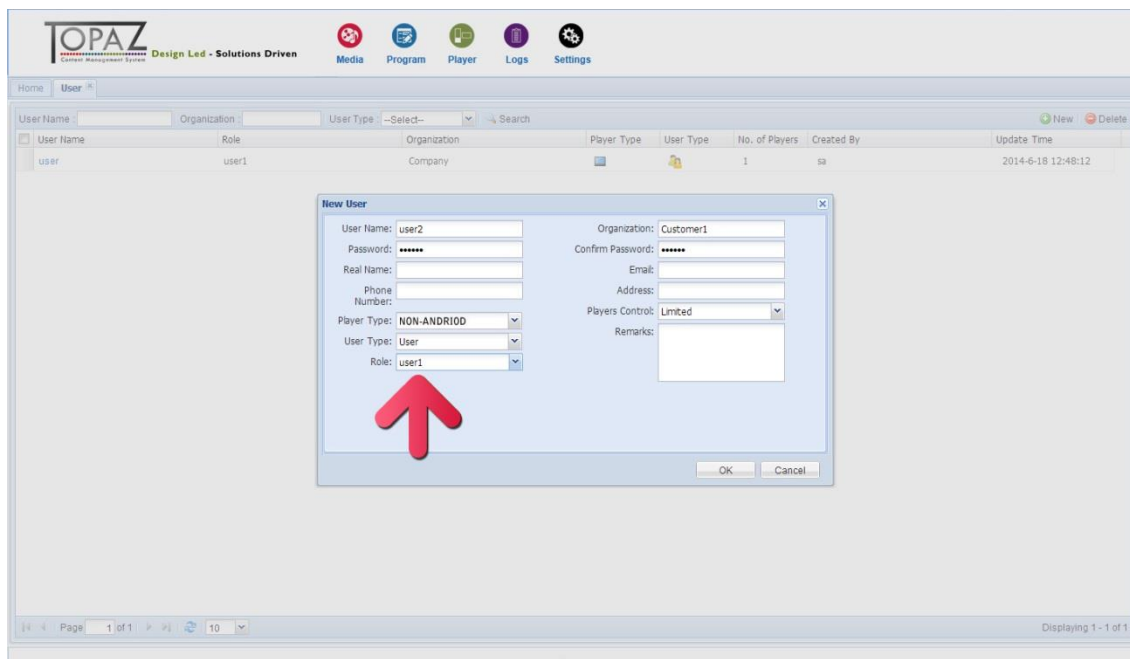 TOPAZ
Content Management System
Design Led - Solutions Driven
Media Program Player Logs Settings
Home User
User Name : Organization : User Type : --Select-- Search New Delete
User Name Role Organization Player Type User Type No. of Players Created By Update Time
user user1 Company 1 sa 2014-6-18 12:48:12
New User
User Name: user2 Organization: Customer1
Password: •••••• Confirm Password: ••••••
Real Name: Email:
Phone Number: Address:
Player Type: NON-ANDRIOD Players Control: Limited
User Type: User Remarks:
Role: user1
OK Cancel
Page 1 of 1 10 Displaying 1 - 1 of 1